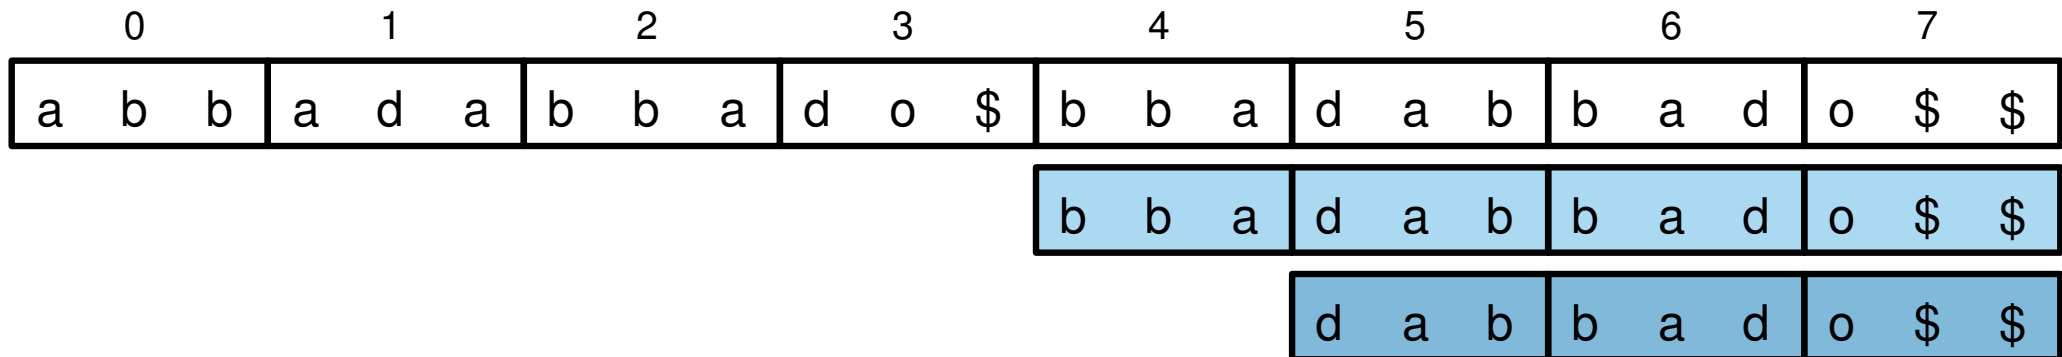 0 1 2 3 4 5 6 7
a b b a d a b b a d o $ b b a d a b b a d o $ $
b b a d a b b a d o $ $
d a b b a d o $ $